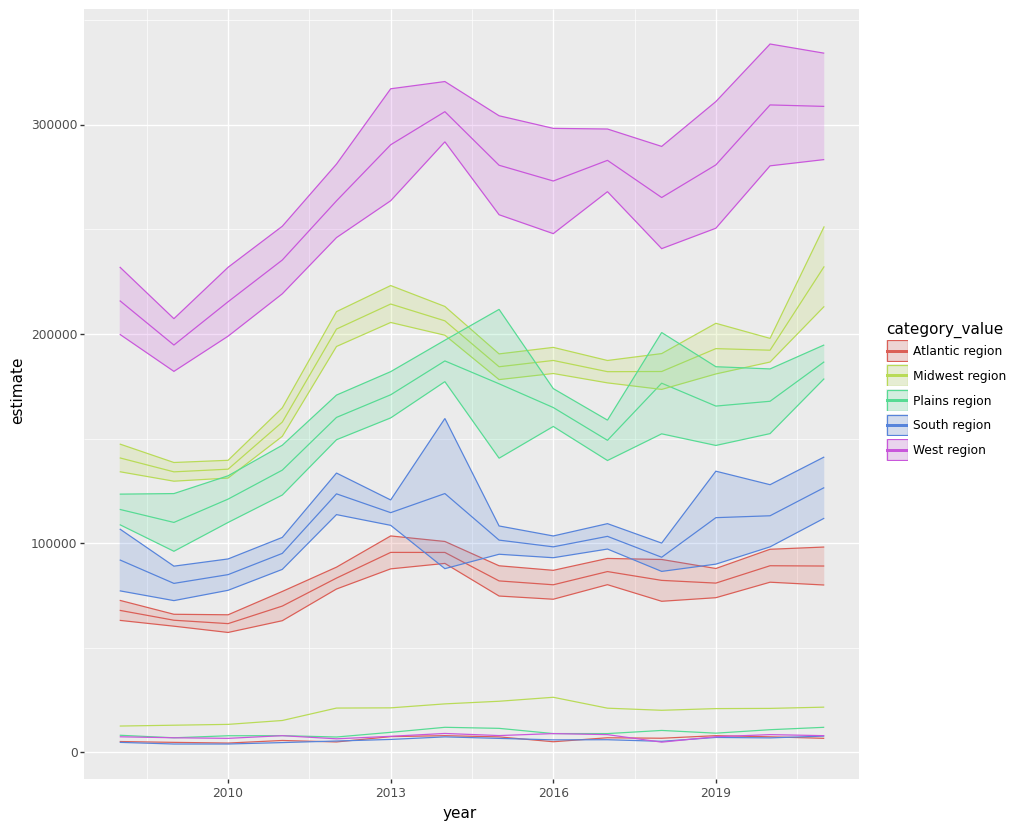 300000
200000
100000
0
estimate
2010
2013
2016
2019
year
category_value
Atlantic region
Midwest region
Plains region
South region
West region